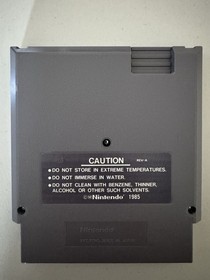 CAUTION
REV-A
•DO NOT STORE IN EXTREME TEMPERATURES.
•DO NOT IMMERSE IN WATER.
•DO NOT CLEAN WITH BENZENE, THINNER,
ALCOHOL OR OTHER SUCH SOLVENTS.
©℗Nintendo® 1985
Nintendo